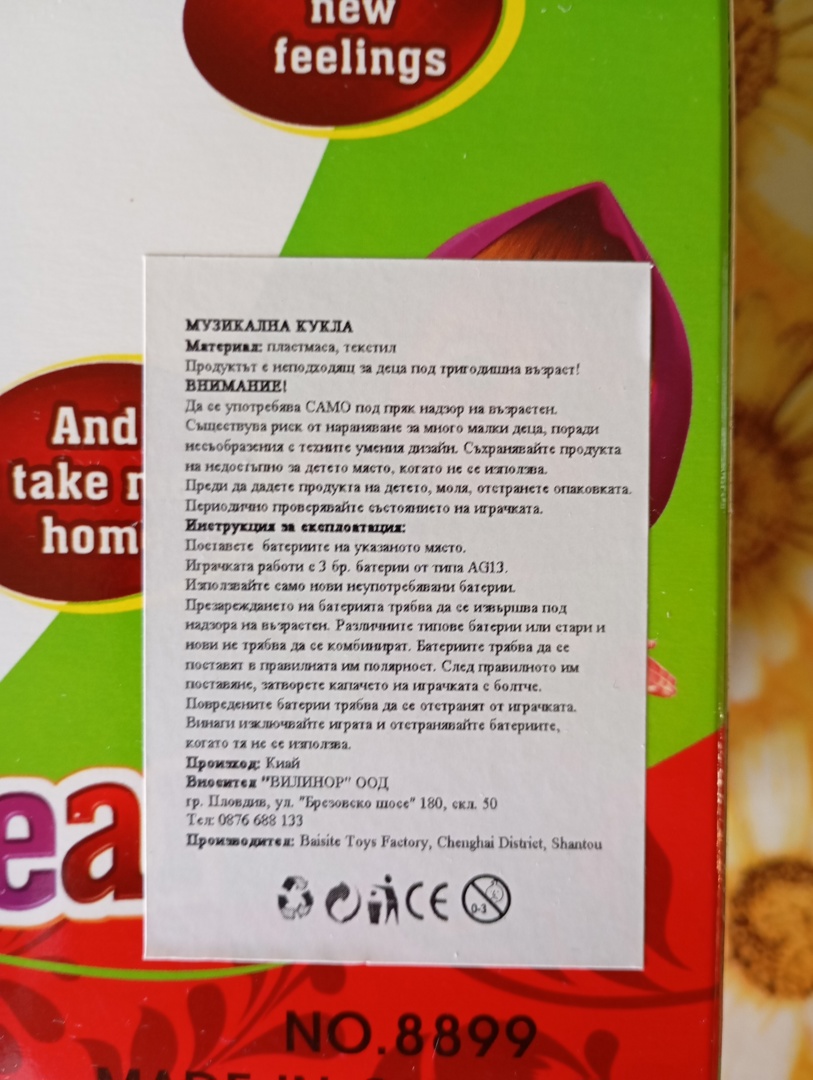 new
feelings
And
take
МУЗИКАЛНА КУКЛА
Материал: пластмаса, текстил
Продуктът е неподходящ за деца под тригодишна възраст!
ВНИМАНИЕ!
Да се употребява САМО под пряк надзор на възрастен.
Съществува риск от нараняване за много малки деца, поради
несъобразения с техните умения дизайн. Съхранявайте продукта
на недостъпно за детето място, когато не се използва.
Преди да дадете продукта на детето, моля, отстранете опаковката.
Периодично проверявайте състоянието на играчката.
Инструкция за експлоатация:
Поставете батериите на указаното място.
Играчката работи с 3 бр. батерии от типа AG13.
Използвайте само нови неупотребявани батерии.
Презареждането на батерията трябва да се извършва под
надзора на възрастен. Различните типове батерии или стари и
нови не трябва да се комбинират. Батериите трябва да се
поставят в правилната им полярност. След правилното им
поставяне, затворете капачето на играчката с болтче.
Повредените батерии трябва да се отстранят от играчката.
Винаги изключвайте играта и отстранявайте батериите,
когато тя не се използва.
Произход: Киай
Вносител "ВИЛИНОР" ООД
гр. Пловдив, ул. "Брезовско шосе" 180, скл. 50
Тел: 0876 688 133
Производител: Baisite Toys Factory, Chenghai District, Shantou
CE
0-3
NO.8899
MADE IN